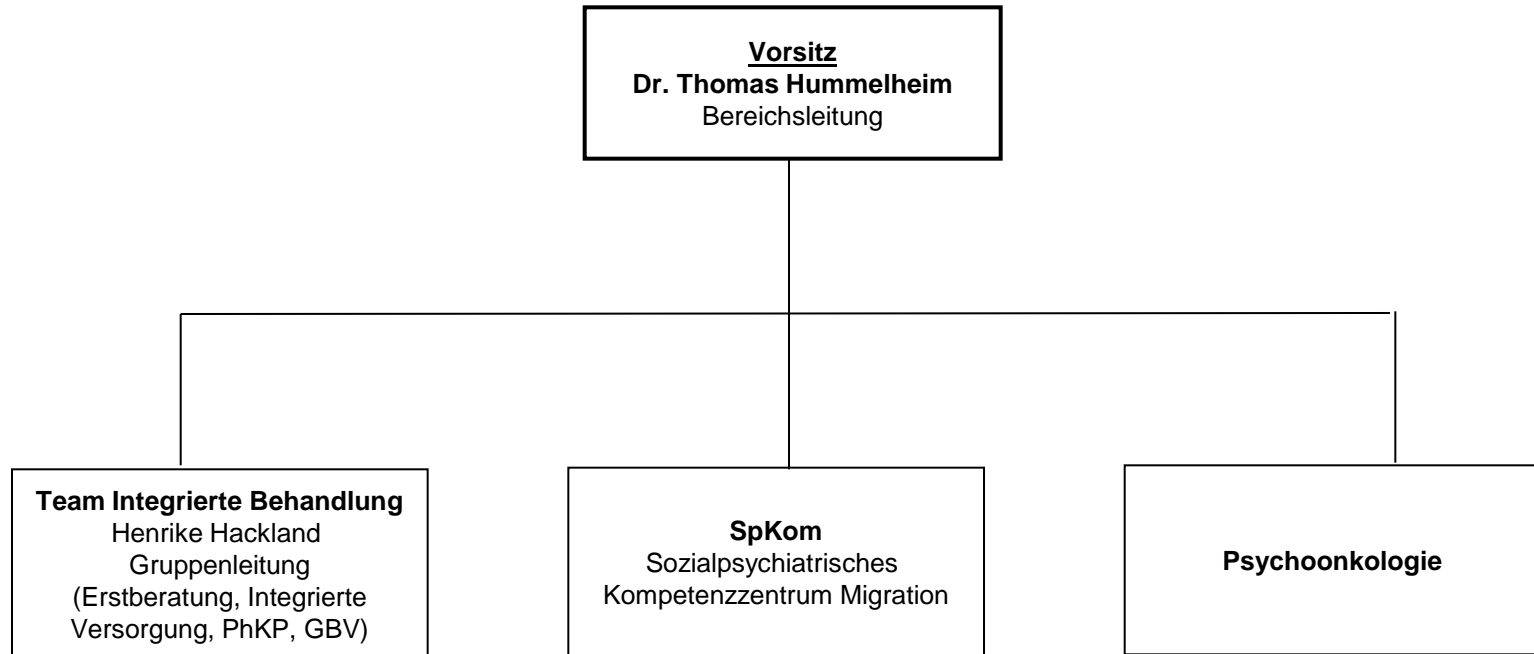 Vorsitz
Dr. Thomas Hummelheim
Bereichsleitung
Team Integrierte Behandlung
Henrike Hackland
Gruppenleitung
(Erstberatung, Integrierte
Versorgung, PhKP, GBV)
SpKom
Sozialpsychiatrisches
Kompetenzzentrum Migration
Psychoonkologie